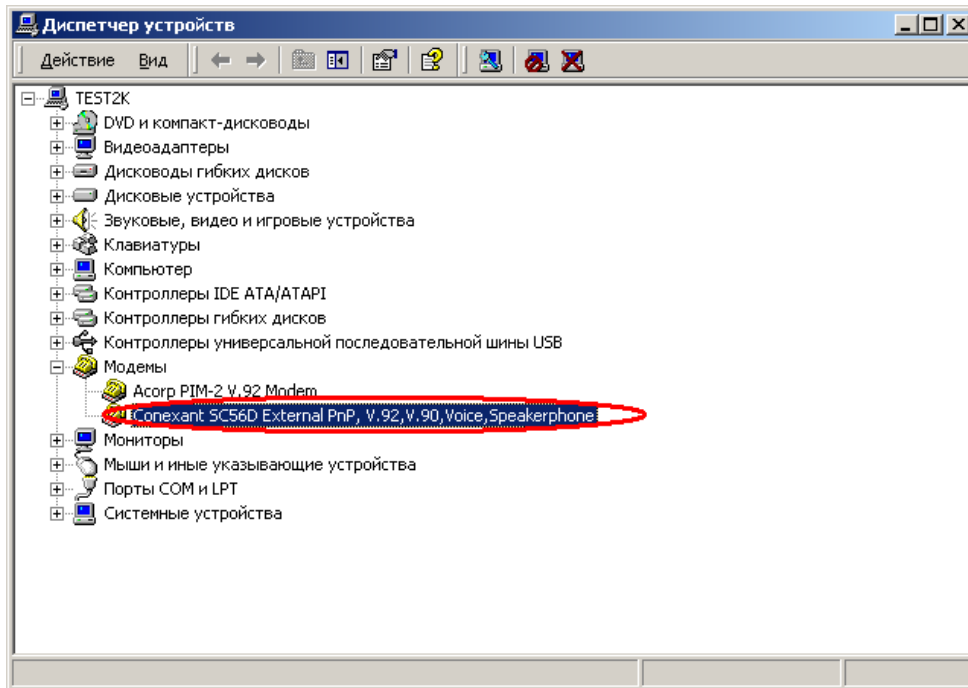 Диспетчер устройств
Действие Вид
TEST2K
DVD и компакт-дисководы
Видеоадаптеры
Дисководы гибких дисков
Дисковые устройства
Звуковые, видео и игровые устройства
Клавиатуры
Компьютер
Контроллеры IDE ATA/ATAPI
Контроллеры гибких дисков
Контроллеры универсальной последовательной шины USB
Модемы
Acorp PIM-2 V.92 Modem
Conexant SC56D External PnP, V.92,V.90,Voice,Speakerphone
Мониторы
Мыши и иные указывающие устройства
Порты COM и LPT
Системные устройства